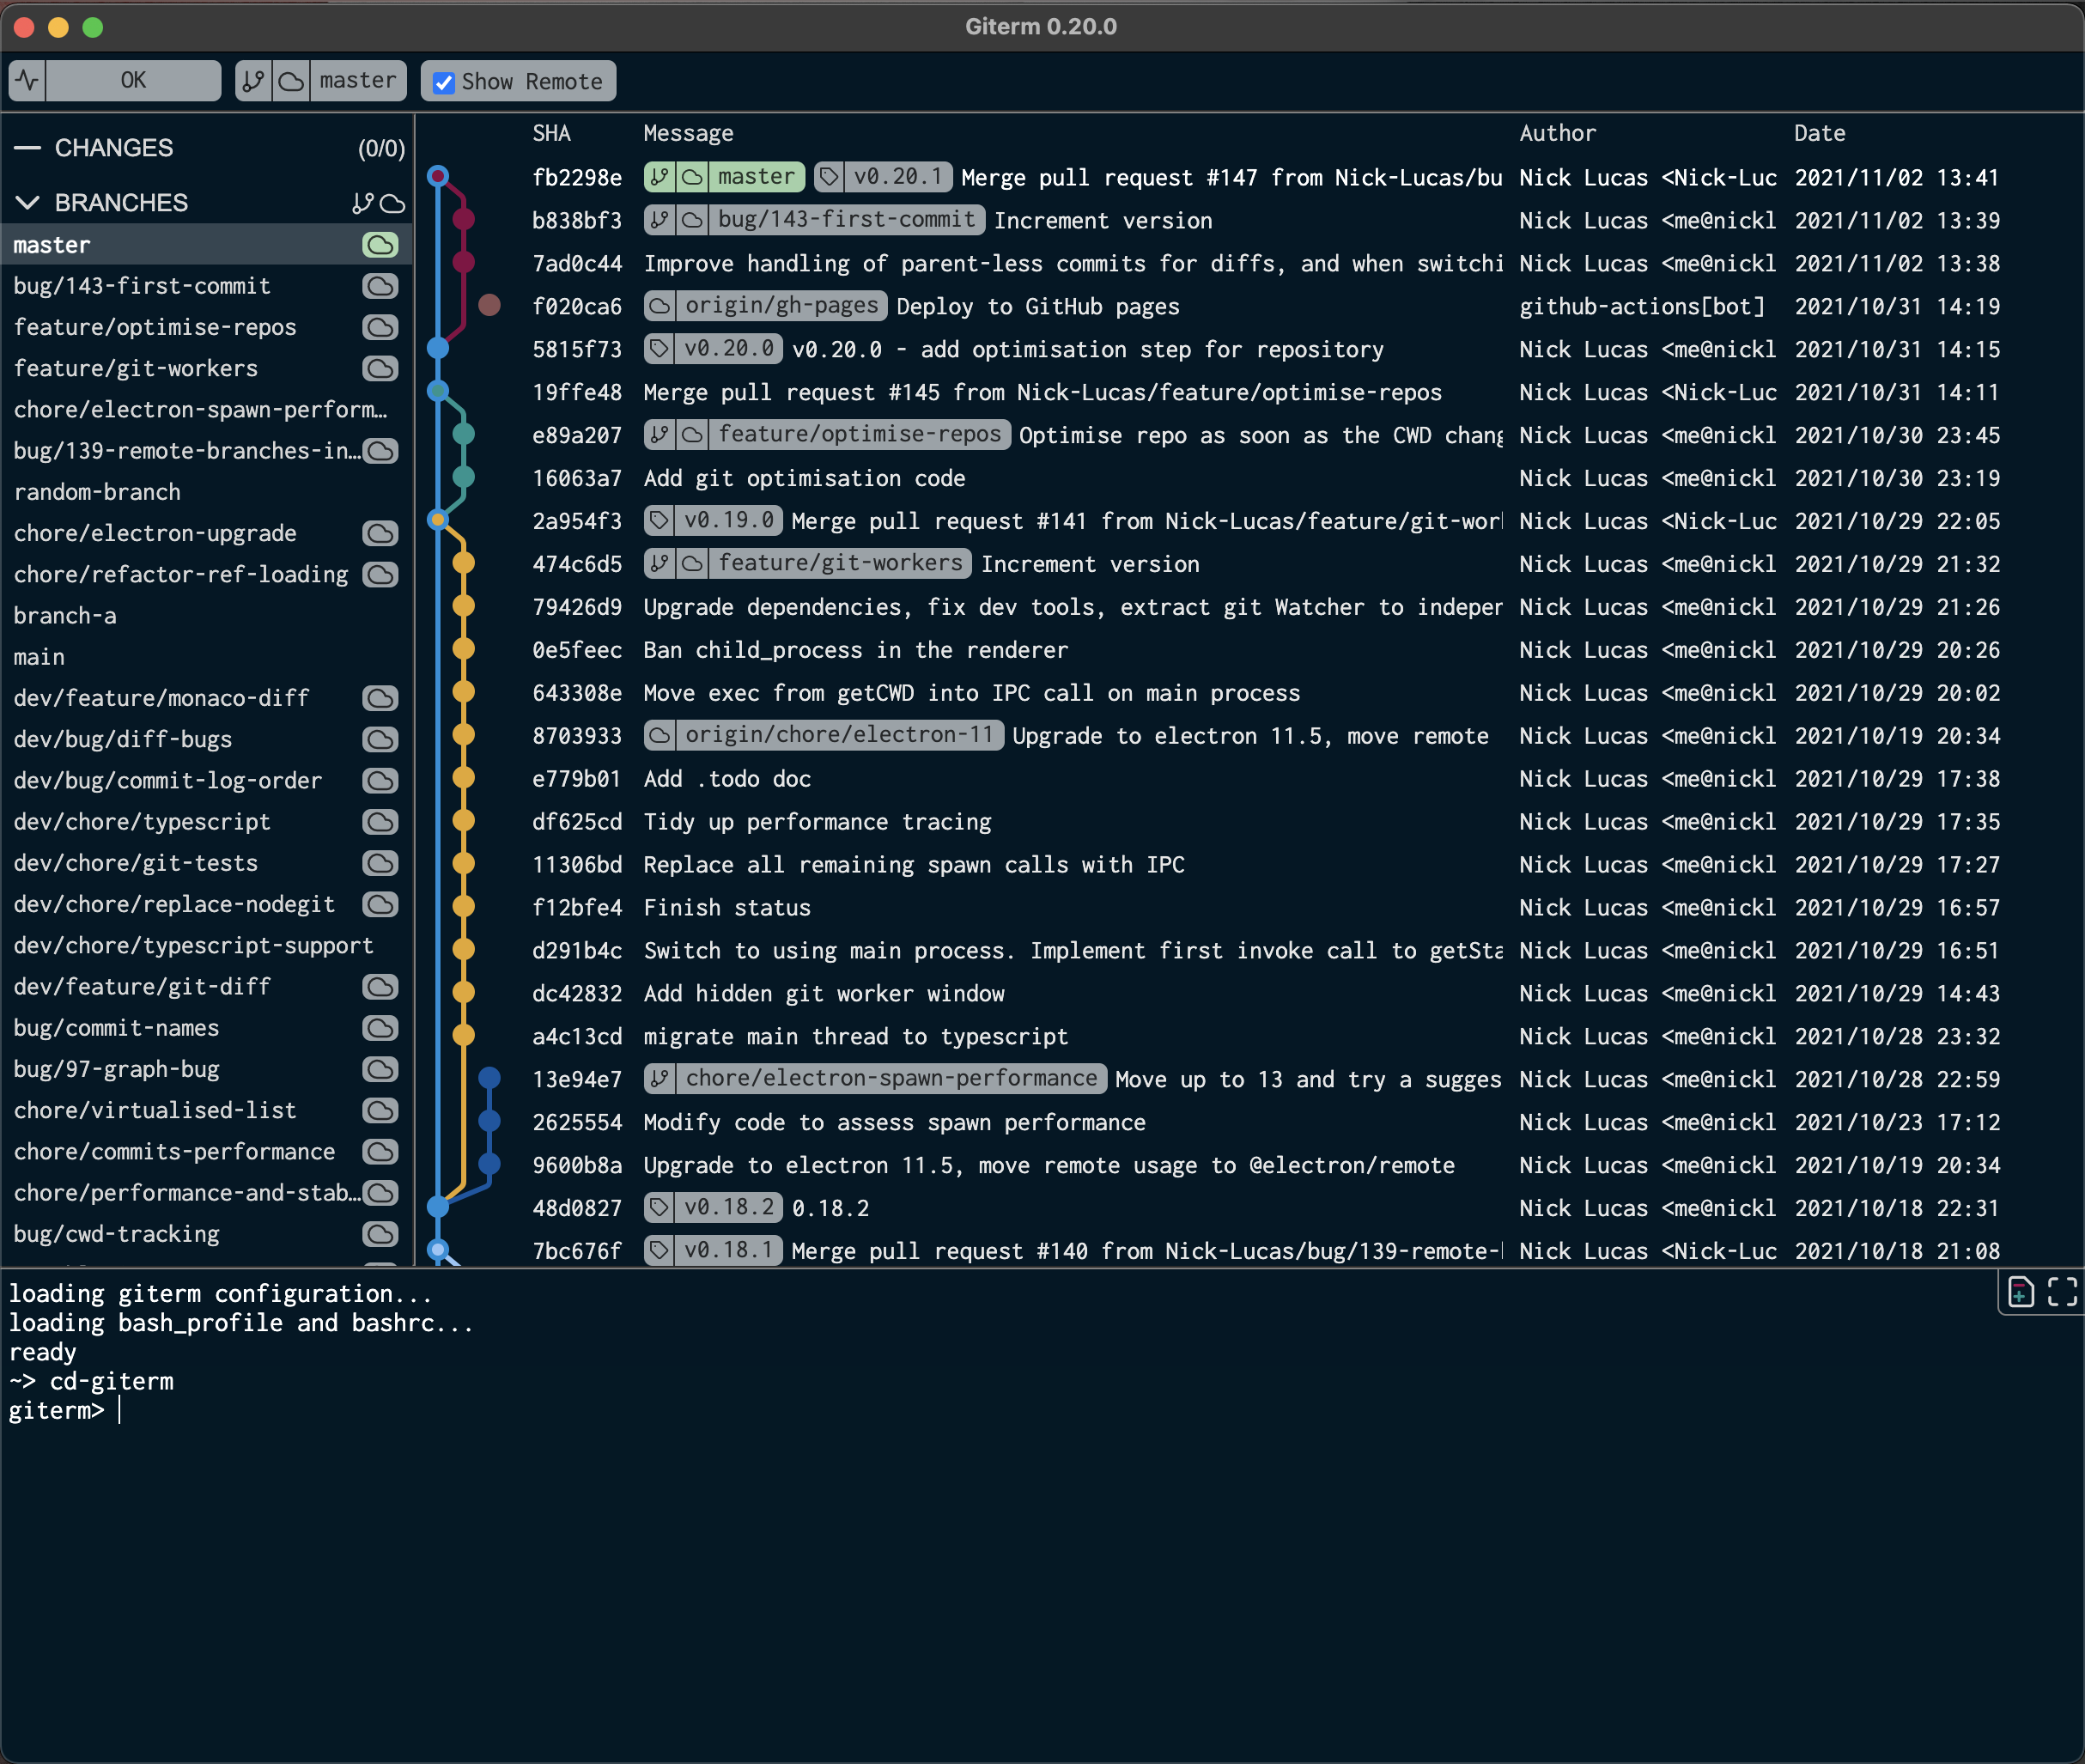 Giterm 0.20.0
OK master Show Remote
CHANGES (0/0)
BRANCHES
master
bug/143-first-commit
feature/optimise-repos
feature/git-workers
chore/electron-spawn-perform…
bug/139-remote-branches-in…
random-branch
chore/electron-upgrade
chore/refactor-ref-loading
branch-a
main
dev/feature/monaco-diff
dev/bug/diff-bugs
dev/bug/commit-log-order
dev/chore/typescript
dev/chore/git-tests
dev/chore/replace-nodegit
dev/chore/typescript-support
dev/feature/git-diff
bug/commit-names
bug/97-graph-bug
chore/virtualised-list
chore/commits-performance
chore/performance-and-stab…
bug/cwd-tracking
SHA Message Author Date
fb2298e master v0.20.1 Merge pull request #147 from Nick-Lucas/bu Nick Lucas <Nick-Luc 2021/11/02 13:41
b838bf3 bug/143-first-commit Increment version Nick Lucas <me@nickl 2021/11/02 13:39
7ad0c44 Improve handling of parent-less commits for diffs, and when switchi Nick Lucas <me@nickl 2021/11/02 13:38
f020ca6 origin/gh-pages Deploy to GitHub pages github-actions[bot] 2021/10/31 14:19
5815f73 v0.20.0 v0.20.0 - add optimisation step for repository Nick Lucas <me@nickl 2021/10/31 14:15
19ffe48 Merge pull request #145 from Nick-Lucas/feature/optimise-repos Nick Lucas <Nick-Luc 2021/10/31 14:11
e89a207 feature/optimise-repos Optimise repo as soon as the CWD chang Nick Lucas <me@nickl 2021/10/30 23:45
16063a7 Add git optimisation code Nick Lucas <me@nickl 2021/10/30 23:19
2a954f3 v0.19.0 Merge pull request #141 from Nick-Lucas/feature/git-worl Nick Lucas <Nick-Luc 2021/10/29 22:05
474c6d5 feature/git-workers Increment version Nick Lucas <me@nickl 2021/10/29 21:32
79426d9 Upgrade dependencies, fix dev tools, extract git Watcher to indeper Nick Lucas <me@nickl 2021/10/29 21:26
0e5feec Ban child_process in the renderer Nick Lucas <me@nickl 2021/10/29 20:26
643308e Move exec from getCWD into IPC call on main process Nick Lucas <me@nickl 2021/10/29 20:02
8703933 origin/chore/electron-11 Upgrade to electron 11.5, move remote Nick Lucas <me@nickl 2021/10/19 20:34
e779b01 Add .todo doc Nick Lucas <me@nickl 2021/10/29 17:38
df625cd Tidy up performance tracing Nick Lucas <me@nickl 2021/10/29 17:35
11306bd Replace all remaining spawn calls with IPC Nick Lucas <me@nickl 2021/10/29 17:27
f12bfe4 Finish status Nick Lucas <me@nickl 2021/10/29 16:57
d291b4c Switch to using main process. Implement first invoke call to getSta Nick Lucas <me@nickl 2021/10/29 16:51
dc42832 Add hidden git worker window Nick Lucas <me@nickl 2021/10/29 14:43
a4c13cd migrate main thread to typescript Nick Lucas <me@nickl 2021/10/28 23:32
13e94e7 chore/electron-spawn-performance Move up to 13 and try a sugges Nick Lucas <me@nickl 2021/10/28 22:59
2625554 Modify code to assess spawn performance Nick Lucas <me@nickl 2021/10/23 17:12
9600b8a Upgrade to electron 11.5, move remote usage to @electron/remote Nick Lucas <me@nickl 2021/10/19 20:34
48d0827 v0.18.2 0.18.2 Nick Lucas <me@nickl 2021/10/18 22:31
7bc676f v0.18.1 Merge pull request #140 from Nick-Lucas/bug/139-remote- Nick Lucas <Nick-Luc 2021/10/18 21:08
loading giterm configuration...
loading bash_profile and bashrc...
ready
~> cd-giterm
giterm>